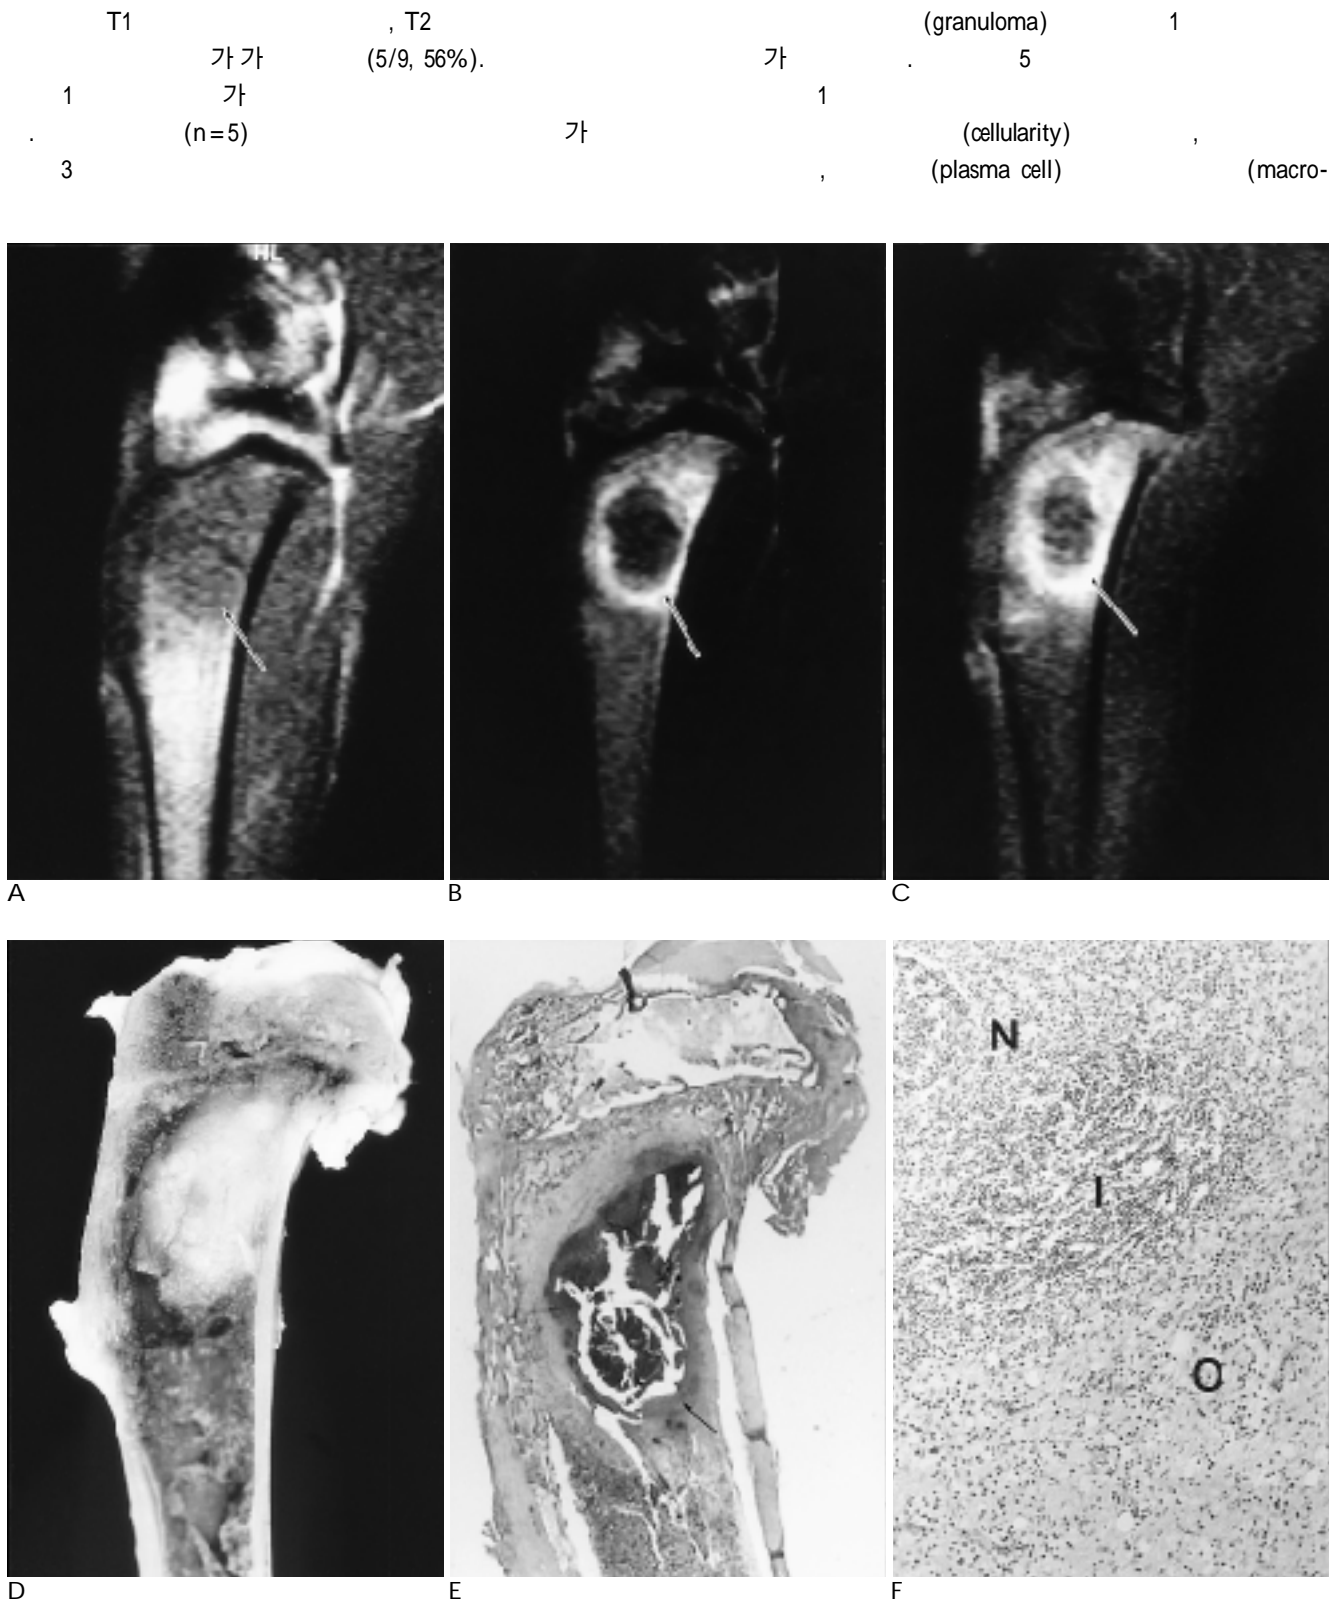 T1 , T2 (granuloma) 1
가 가 (5/9, 56%). 가 . 5
1 가 1
. (n=5) 가 (cellularity) ,
3 , (plasma cell) (macro-
HL
A B C
N
I
O
D E F